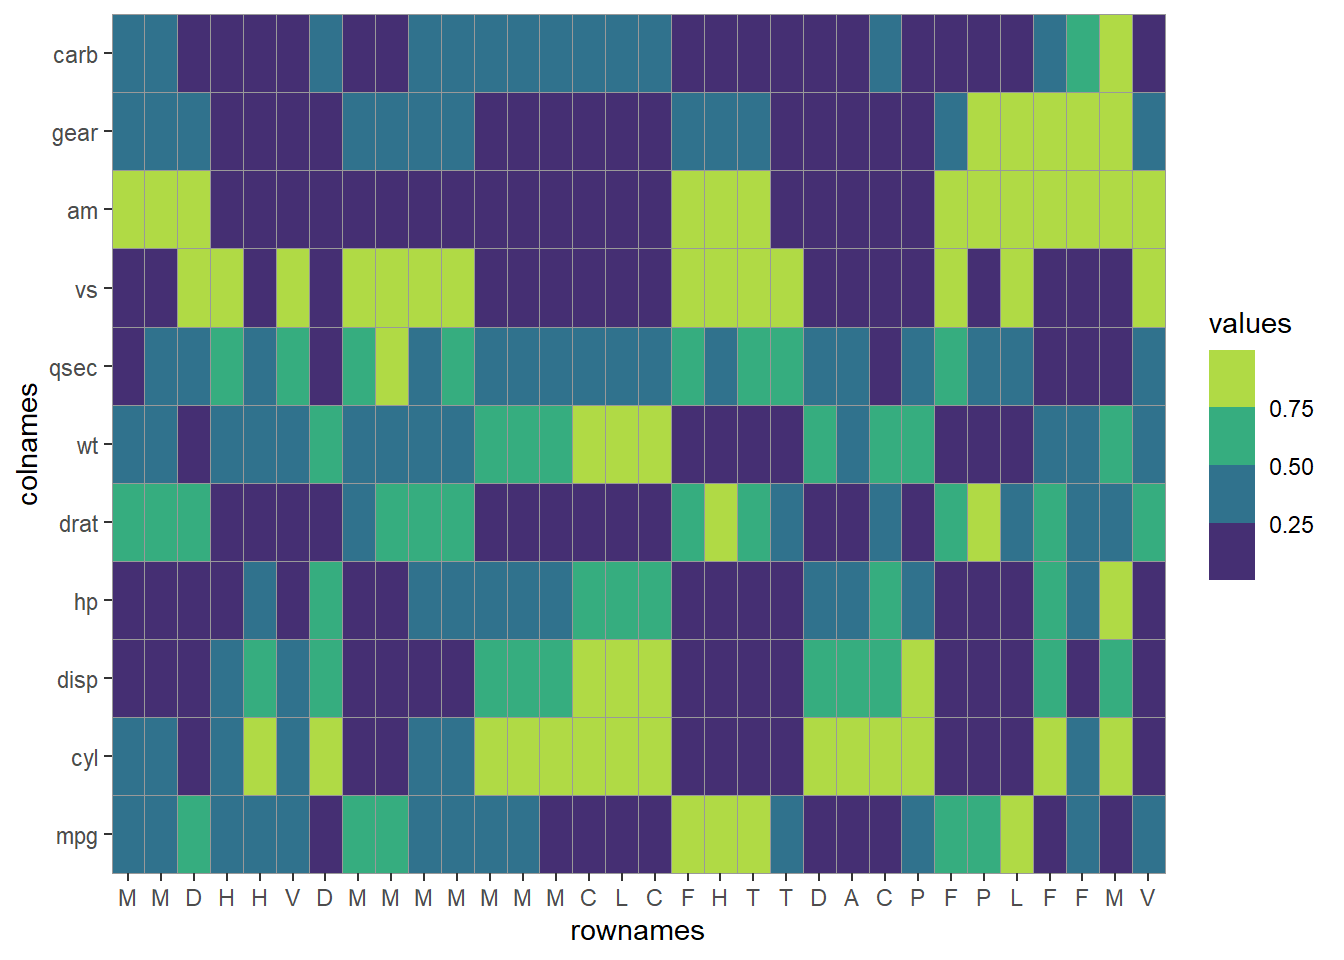 carb
gear
am
vs
qsec
wt
drat
hp
disp
cyl
mpg
colnames
M M D H H V D M M M M M M M C L C F H T T D A C P F P L F F M V
rownames
values
0.75
0.50
0.25